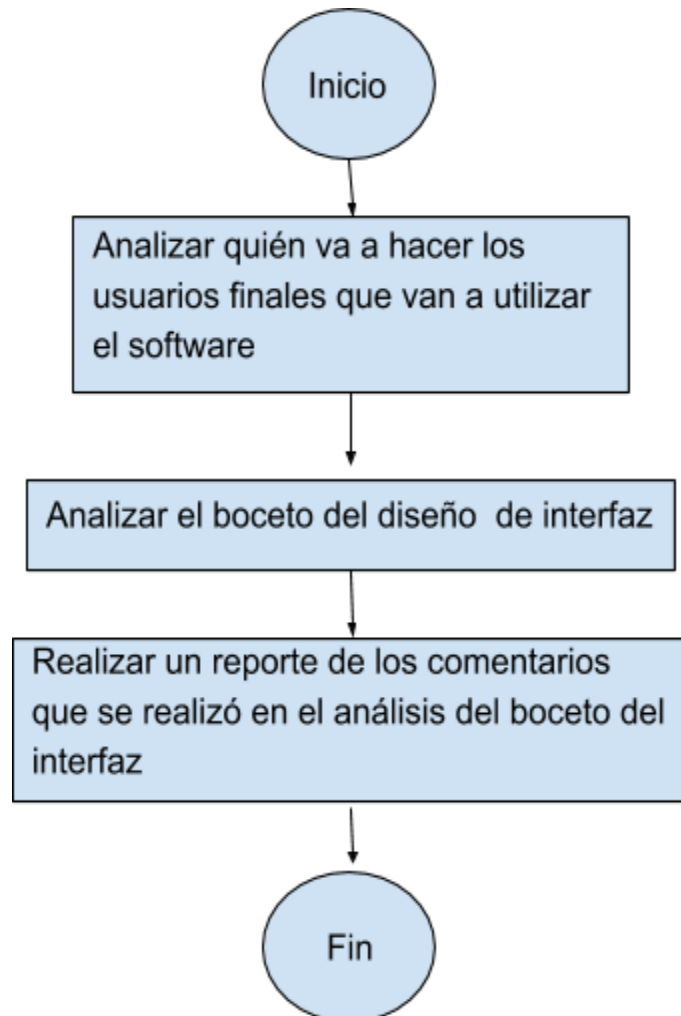 Inicio
Analizar quién va a hacer los
usuarios finales que van a utilizar
el software
Analizar el boceto del diseño de interfaz
Realizar un reporte de los comentarios
que se realizó en el análisis del boceto del
interfaz
Fin